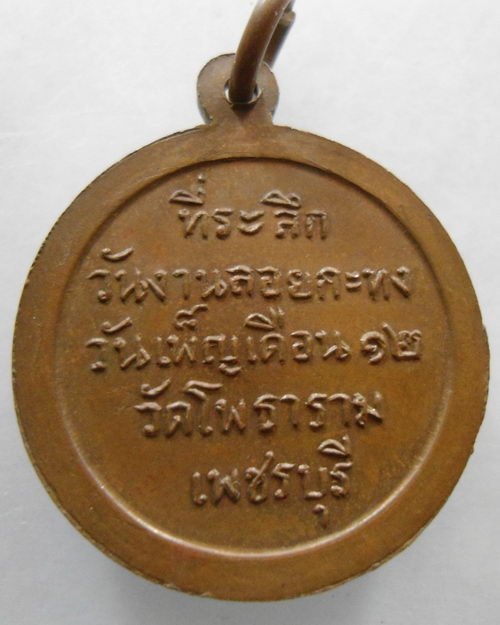 ที่ระลึก
วันงานลอยกะทง
วันเพ็ญเดือน ๑๒
วัดโพธาราม
เพชรบุรี